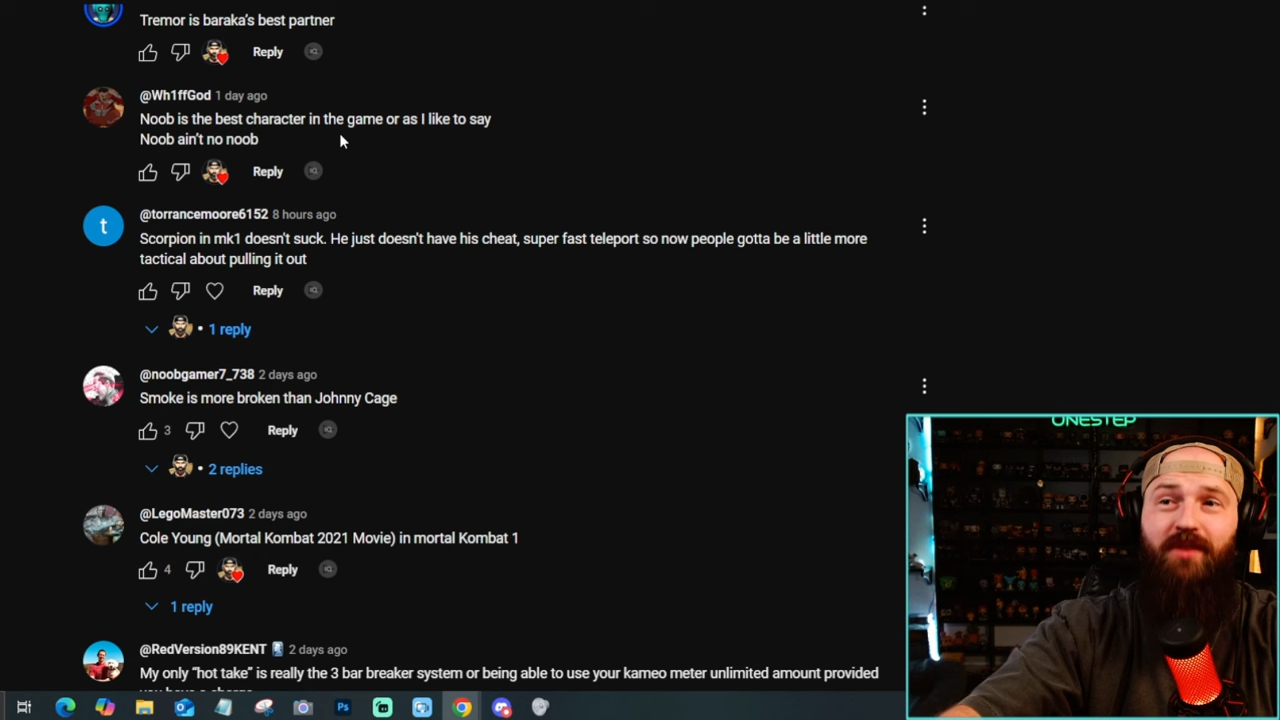 Tremor is baraka's best partner
Reply
@Wh1ffGod 1 day ago
Noob is the best character in the game or as I like to say
Noob ain't no noob
Reply
t
@torrancemoore6152 8 hours ago
Scorpion in mk1 doesn't suck. He just doesn't have his cheat, super fast teleport so now people gotta be a little more
tactical about pulling it out
Reply
• 1 reply
@noobgamer7_738 2 days ago
Smoke is more broken than Johnny Cage
3 Reply
• 2 replies
@LegoMaster073 2 days ago
Cole Young (Mortal Kombat 2021 Movie) in mortal Kombat 1
4 Reply
1 reply
ONESTEP
@RedVersion89KENT 2 days ago
My only “hot take” is really the 3 bar breaker system or being able to use your kameo meter unlimited amount provided
you have a charge
Ps